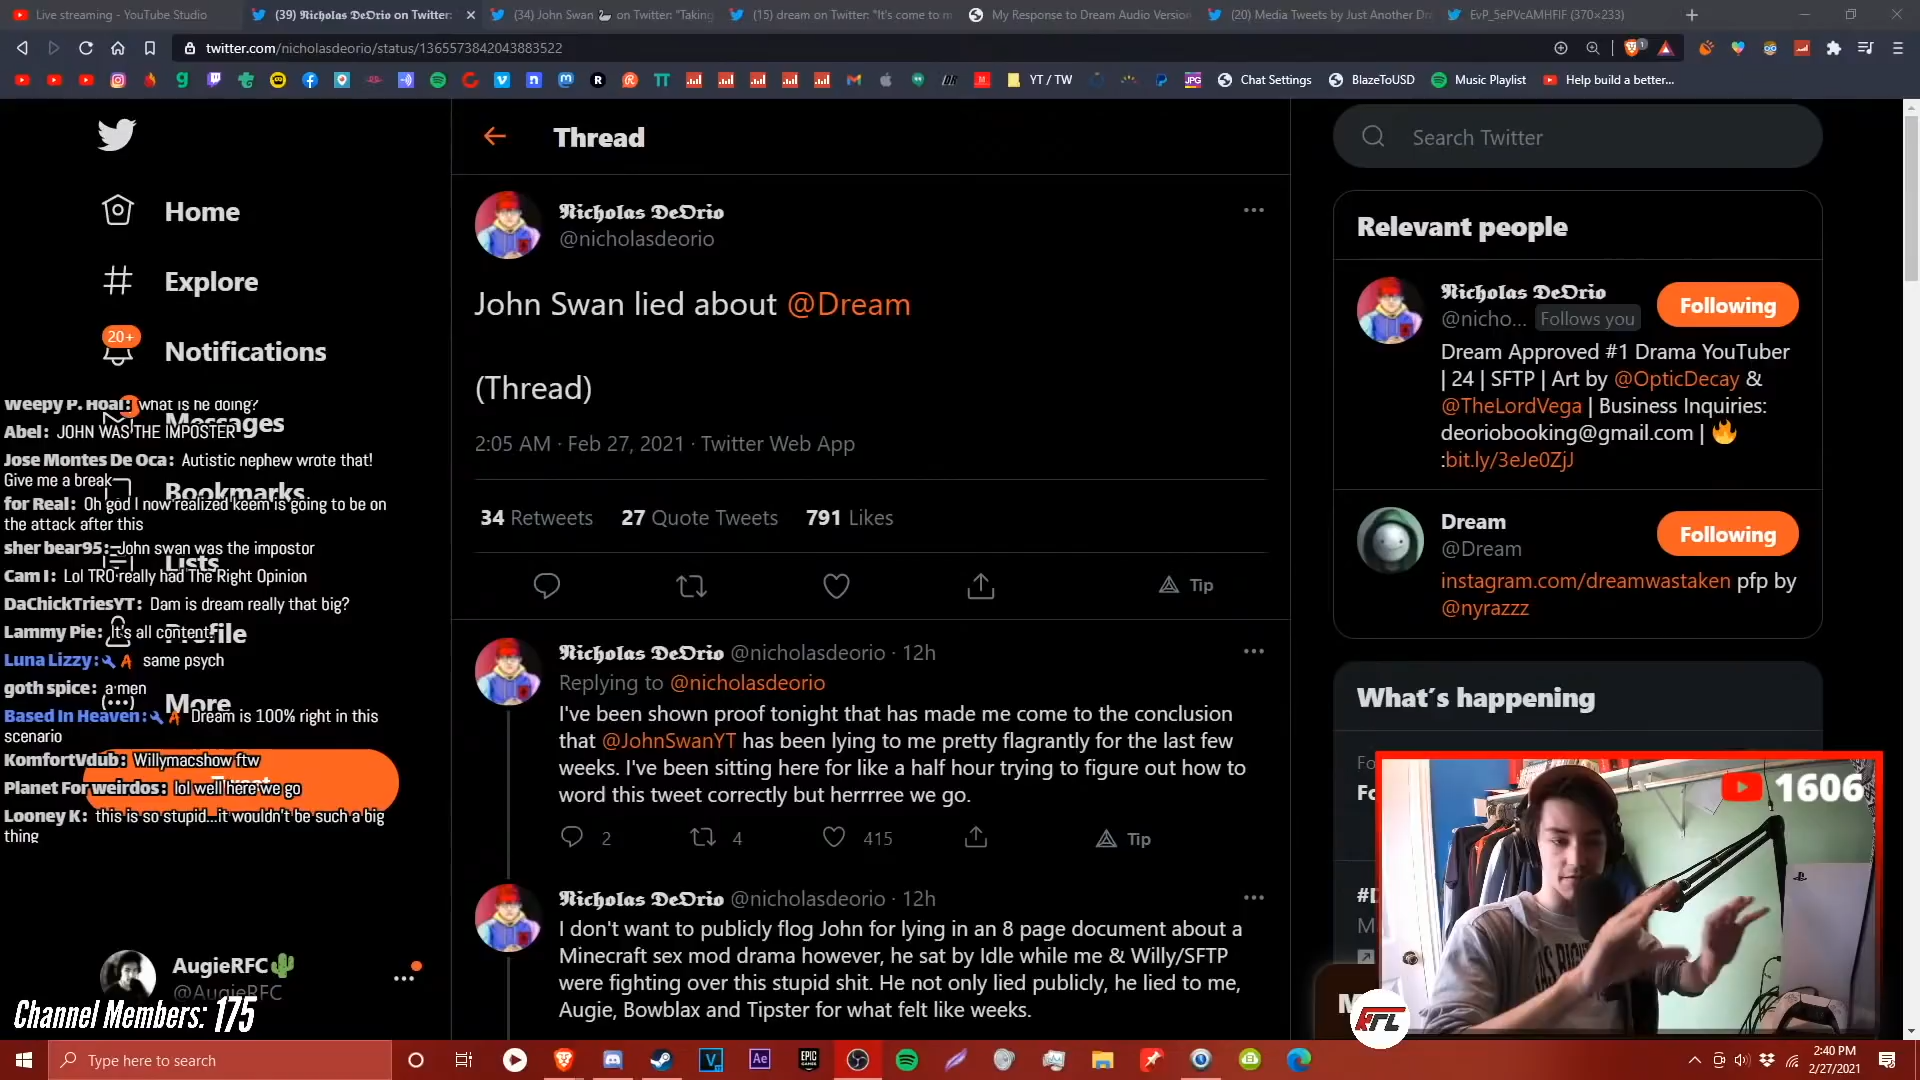 Live streaming - YouTube Studio
(39) Nicholas DeOrio on Twitter:
(34) John Swan 🦢 on Twitter: "Taking
(15) dream on Twitter: "It's come to m
My Response to Dream Audio Version
(20) Media Tweets by Just Another Dr
EvP_5ePVcAMHFIF (370×233)
twitter.com/nicholasdeorio/status/1365573842043883522
YT / TW
Chat Settings
BlazeToUSD
Music Playlist
Help build a better...
Home
Explore
20+
Notifications
Messages
Bookmarks
Lists
Profile
More
Tweet
Weepy P. Hoal: what is he doing?
Abel: JOHN WAS THE IMPOSTER
Jose Montes De Oca: Autistic nephew wrote that!
Give me a break
for Real: Oh god I now realized keem is going to be on
the attack after this
sher bear95: John swan was the impostor
Cam I: Lol TRO really had The Right Opinion
DaChickTriesYT: Dam is dream really that big?
Lammy Pie: It's all content!
Luna Lizzy: same psych
goth spice: a men
Based In Heaven: Dream is 100% right in this
scenario
KomfortVdub: Willymacshow ftw
Planet For weirdos: lol well here we go
Looney K: this is so stupid...it wouldn't be such a big
thing
AugieRFC🌵
@AugieRFC
Channel Members: 175
Thread
Nicholas DeOrio
@nicholasdeorio
John Swan lied about @Dream
(Thread)
2:05 AM · Feb 27, 2021 · Twitter Web App
34 Retweets 27 Quote Tweets 791 Likes
Tip
Nicholas DeOrio @nicholasdeorio · 12h
Replying to @nicholasdeorio
I've been shown proof tonight that has made me come to the conclusion
that @JohnSwanYT has been lying to me pretty flagrantly for the last few
weeks. I've been sitting here for like a half hour trying to figure out how to
word this tweet correctly but herrrree we go.
2 4 415 Tip
Nicholas DeOrio @nicholasdeorio · 12h
I don't want to publicly flog John for lying in an 8 page document about a
Minecraft sex mod drama however, he sat by Idle while me & Willy/SFTP
were fighting over this stupid shit. He not only lied publicly, he lied to me,
Augie, Bowblax and Tipster for what felt like weeks.
Search Twitter
Relevant people
Nicholas DeOrio
@nicho... Follows you
Following
Dream Approved #1 Drama YouTuber
| 24 | SFTP | Art by @OpticDecay &
@TheLordVega | Business Inquiries:
deoriobooking@gmail.com | 🔥
:bit.ly/3eJe0ZjJ
Dream
@Dream
Following
instagram.com/dreamwastaken pfp by
@nyrazzz
What's happening
1606
RFC
Type here to search
2:40 PM
2/27/2021